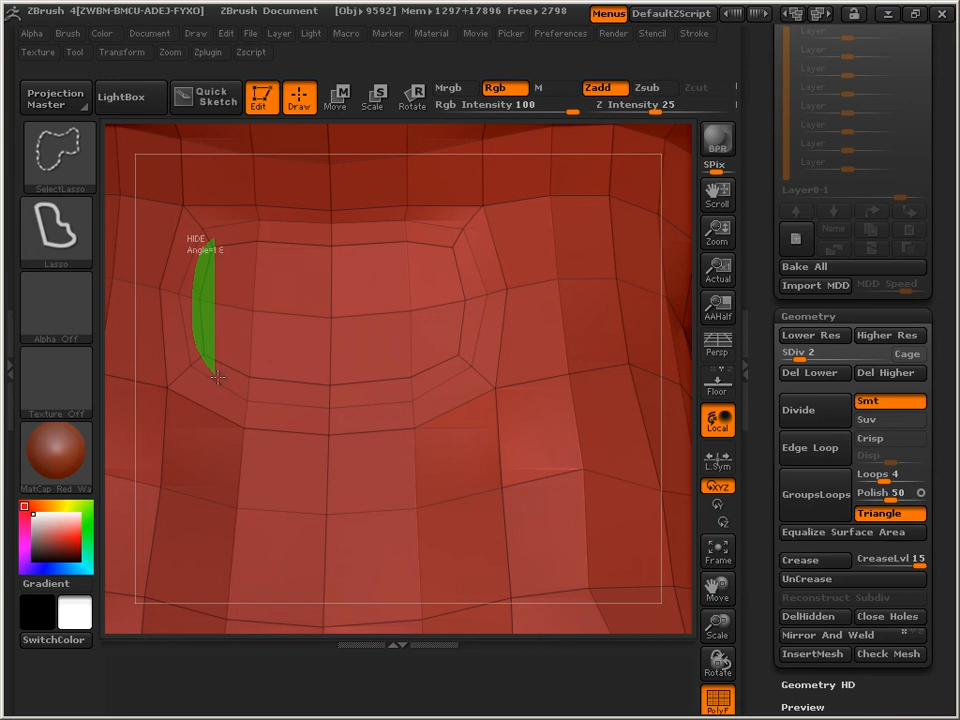 ZBrush 4[ZWBM-BMCU-ADEJ-FYXO] ZBrush Document [Obj▸9592] Mem▸1297+17896 Free▸2798
Menus DefaultZScript
Alpha Brush Color Document Draw Edit File Layer Light Macro Marker Material Movie Picker Preferences Render Stencil Stroke
Texture Tool Transform Zoom Zplugin Zscript
Projection Master
LightBox
Quick Sketch
Edit
Draw
Move
Scale
Rotate
Mrgb Rgb M Zadd Zsub Zcut
Rgb Intensity 100 Z Intensity 25
SelectLasso
Lasso
Alpha Off
Texture Off
MatCap Red Wa
Gradient
SwitchColor
HIDE
BPR
SPix
Scroll
Zoom
Actual
AAHalf
Persp
Floor
Local
L.Sym
XYZ
Y
Z
Frame
Move
Scale
Rotate
PolyF
Layer
Layer
Layer
Layer
Layer
Layer
Layer
Layer
Layer0-1
Name
Bake All
Import MDD MDD Speed
Geometry
Lower Res Higher Res
SDiv 2 Cage
Del Lower Del Higher
Divide Smt
Suv
Edge Loop Crisp
Disp
GroupsLoops Loops 4
Polish 50
Triangle
Equalize Surface Area
Crease CreaseLvl 15
UnCrease
Reconstruct Subdiv
DelHidden Close Holes
Mirror And Weld
InsertMesh Check Mesh
Geometry HD
Preview